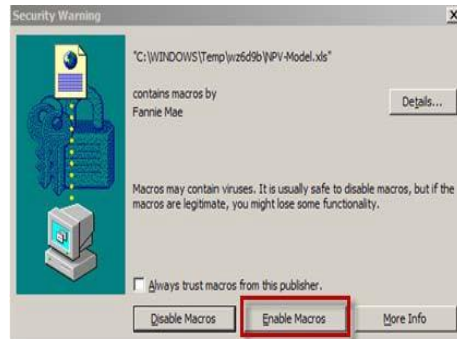 Security Warning
X
"C:\WINDOWS\Temp\wz6d9b\NPV-Model.xls"
contains macros by
Fannie Mae
Details...
Macros may contain viruses. It is usually safe to disable macros, but if the
macros are legitimate, you might lose some functionality.
Always trust macros from this publisher.
Disable Macros Enable Macros More Info